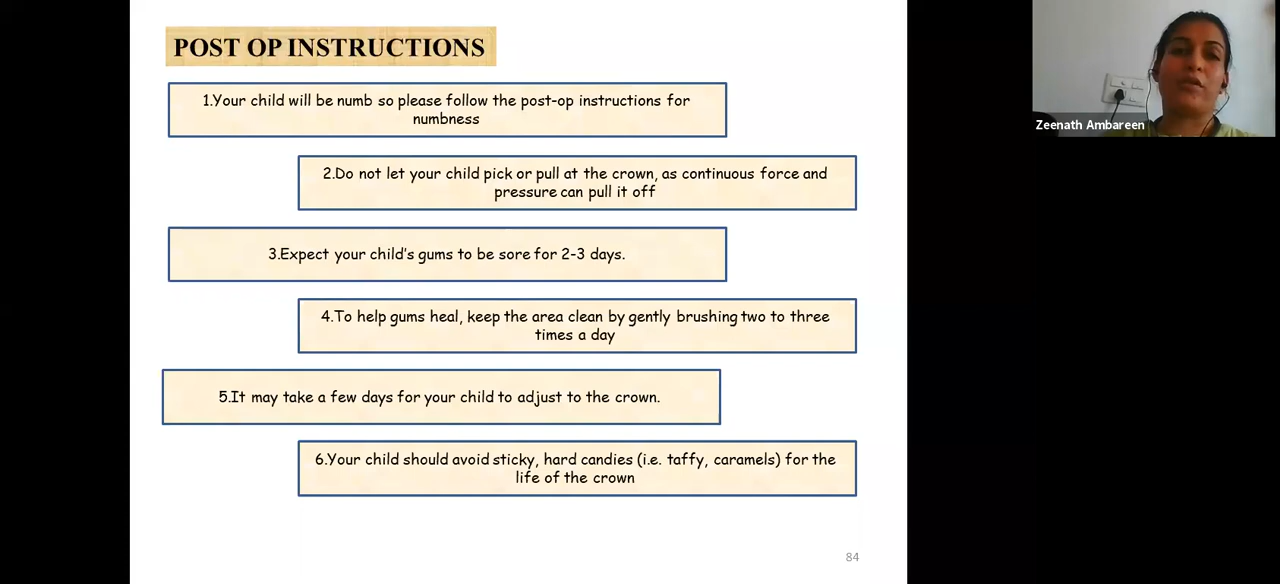 POST OP INSTRUCTIONS
1.Your child will be numb so please follow the post-op instructions for
numbness
2.Do not let your child pick or pull at the crown, as continuous force and
pressure can pull it off
3.Expect your child's gums to be sore for 2-3 days.
4.To help gums heal, keep the area clean by gently brushing two to three
times a day
5.It may take a few days for your child to adjust to the crown.
6.Your child should avoid sticky, hard candies (i.e. taffy, caramels) for the
life of the crown
84
Zeenath Ambareen